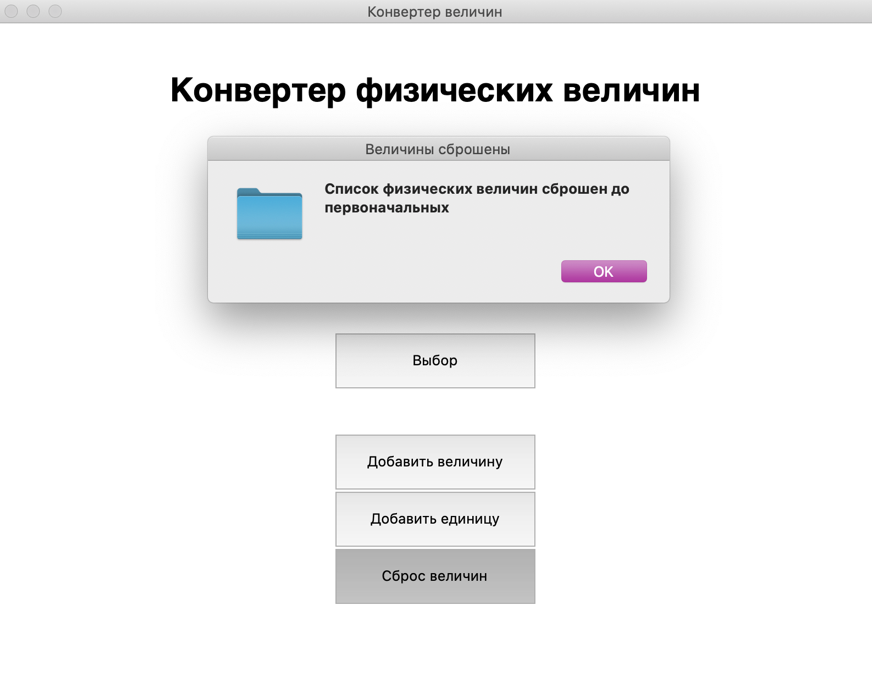 Конвертер величин
Конвертер физических величин
Величины сброшены
Список физических величин сброшен до
первоначальных
ОК
Выбор
Добавить величину
Добавить единицу
Сброс величин